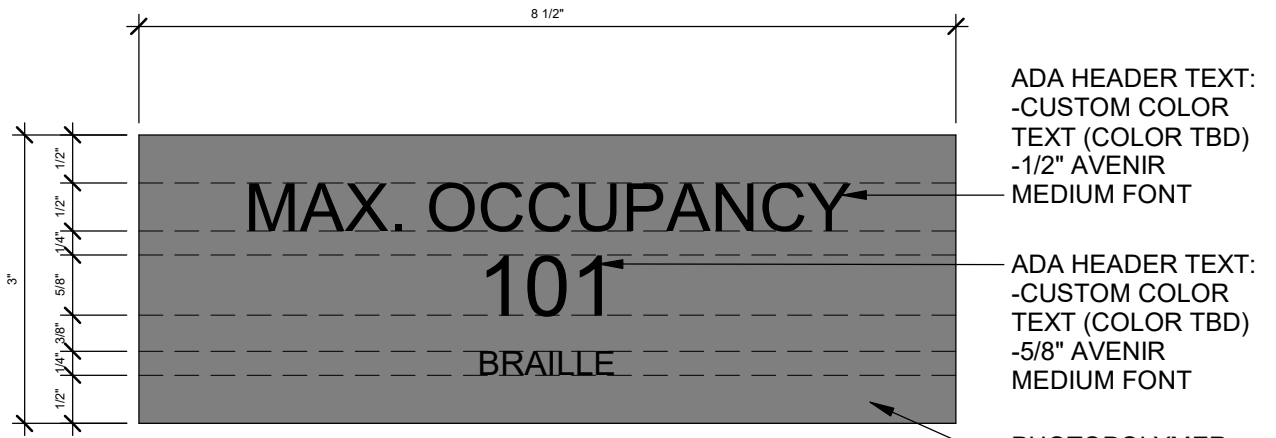 8 1/2"
ADA HEADER TEXT:
-CUSTOM COLOR
TEXT (COLOR TBD)
-1/2" AVENIR
MEDIUM FONT
1/2"
1/2"
1/4"
5/8"
3/8"
1/4"
1/2"
3"
MAX. OCCUPANCY
101
BRAILLE
ADA HEADER TEXT:
-CUSTOM COLOR
TEXT (COLOR TBD)
-5/8" AVENIR
MEDIUM FONT
PHOTOPOLYMER